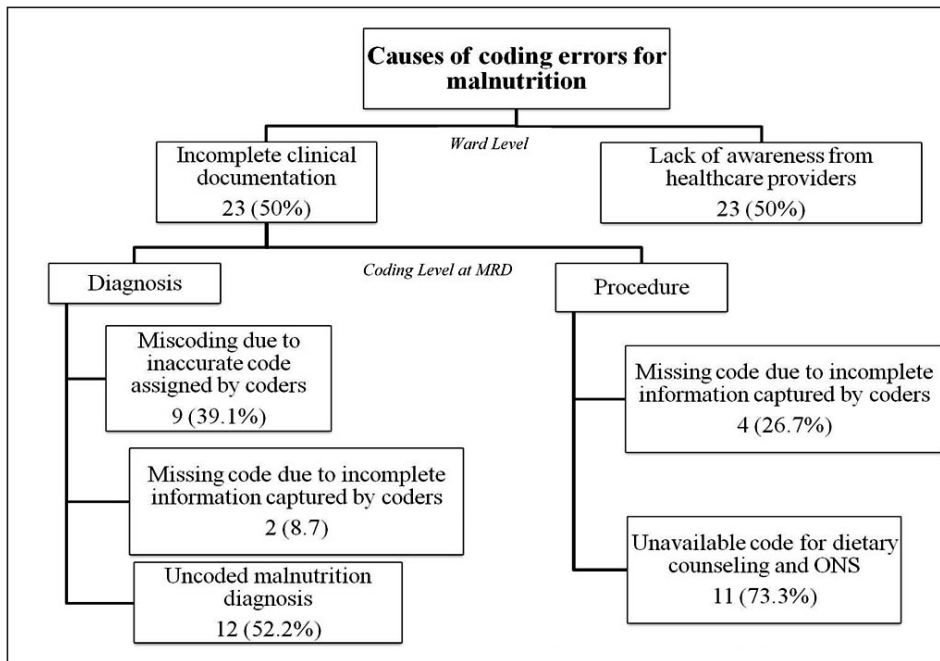 Causes of coding errors for
malnutrition
Ward Level
Incomplete clinical
documentation
23 (50%)
Lack of awareness from
healthcare providers
23 (50%)
Coding Level at MRD
Diagnosis
Procedure
Miscoding due to
inaccurate code
assigned by coders
9 (39.1%)
Missing code due to incomplete
information captured by coders
2 (8.7)
Uncoded malnutrition
diagnosis
12 (52.2%)
Missing code due to incomplete
information captured by coders
4 (26.7%)
Unavailable code for dietary
counseling and ONS
11 (73.3%)